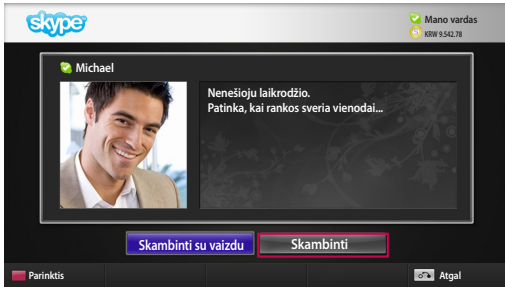 skype
Mano vardas
KRW 9.542.78
Michael
Nenešioju laikrodžio.
Patinka, kai rankos sveria vienodai...
Skambinti su vaizdu
Skambinti
Parinktis
Atgal